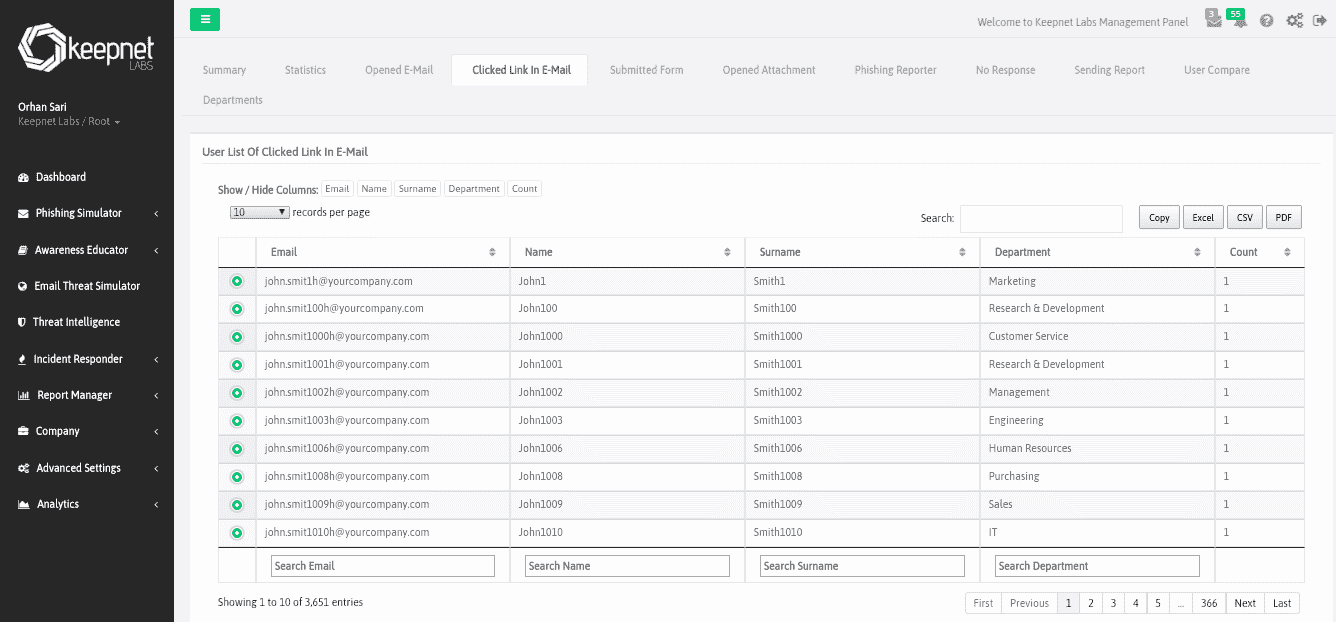 keepnet
LABS
Orhan Sari
Keepnet Labs / Root
Dashboard
Phishing Simulator
Awareness Educator
Email Threat Simulator
Threat Intelligence
Incident Responder
Report Manager
Company
Advanced Settings
Analytics
Welcome to Keepnet Labs Management Panel 3 55
Summary Statistics Opened E-Mail Clicked Link In E-Mail Submitted Form Opened Attachment Phishing Reporter No Response Sending Report User Compare
Departments
User List Of Clicked Link In E-Mail
Show / Hide Columns: Email Name Surname Department Count
10 records per page
Search: Copy Excel CSV PDF
Email Name Surname Department Count
john.smit1h@yourcompany.com John1 Smith1 Marketing 1
john.smit100h@yourcompany.com John100 Smith100 Research & Development 1
john.smit1000h@yourcompany.com John1000 Smith1000 Customer Service 1
john.smit1001h@yourcompany.com John1001 Smith1001 Research & Development 1
john.smit1002h@yourcompany.com John1002 Smith1002 Management 1
john.smit1003h@yourcompany.com John1003 Smith1003 Engineering 1
john.smit1006h@yourcompany.com John1006 Smith1006 Human Resources 1
john.smit1008h@yourcompany.com John1008 Smith1008 Purchasing 1
john.smit1009h@yourcompany.com John1009 Smith1009 Sales 1
john.smit1010h@yourcompany.com John1010 Smith1010 IT 1
Search Email Search Name Search Surname Search Department
Showing 1 to 10 of 3,651 entries First Previous 1 2 3 4 5 ... 366 Next Last